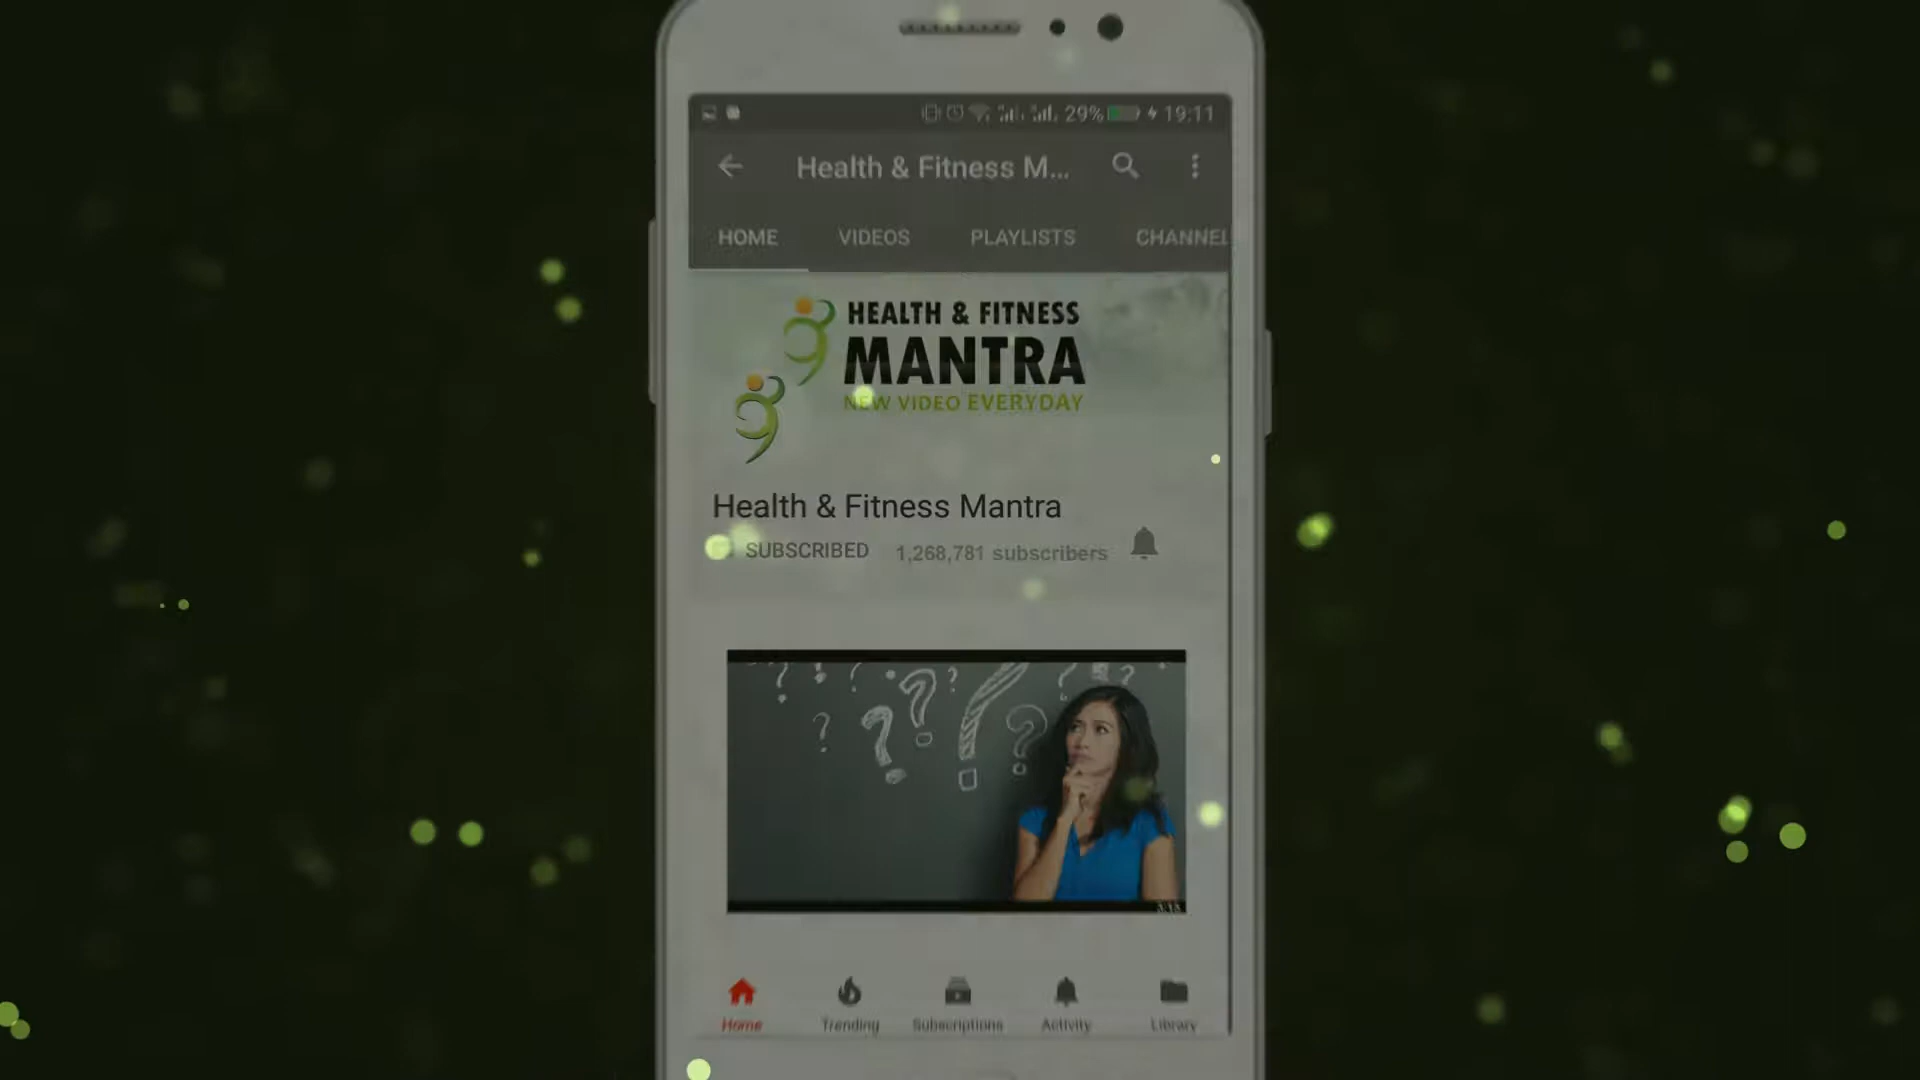 29% 19:11
Health & Fitness M...
HOME VIDEOS PLAYLISTS CHANNEL
HEALTH & FITNESS
MANTRA
NEW VIDEO EVERYDAY
Health & Fitness Mantra
SUBSCRIBED 1,268,781 subscribers
? ? ? ? ? ? ? ? ? ?
Home Trending Subscriptions Activity Library